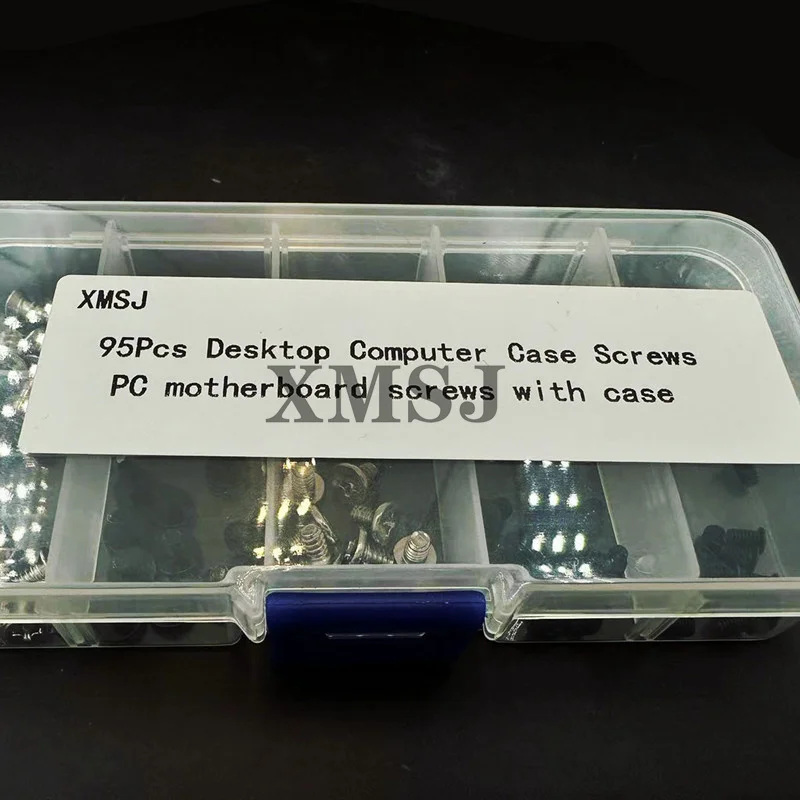 XMSJ
95Pcs Desktop Computer Case Screws
PC motherboard screws with case
XMSJ